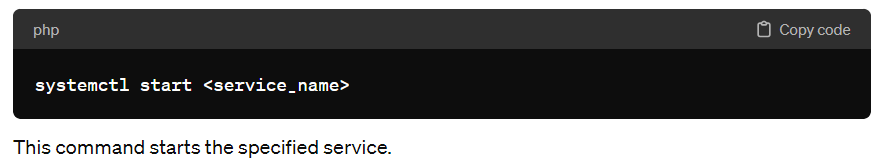 php Copy code
systemctl start <service_name>
This command starts the specified service.